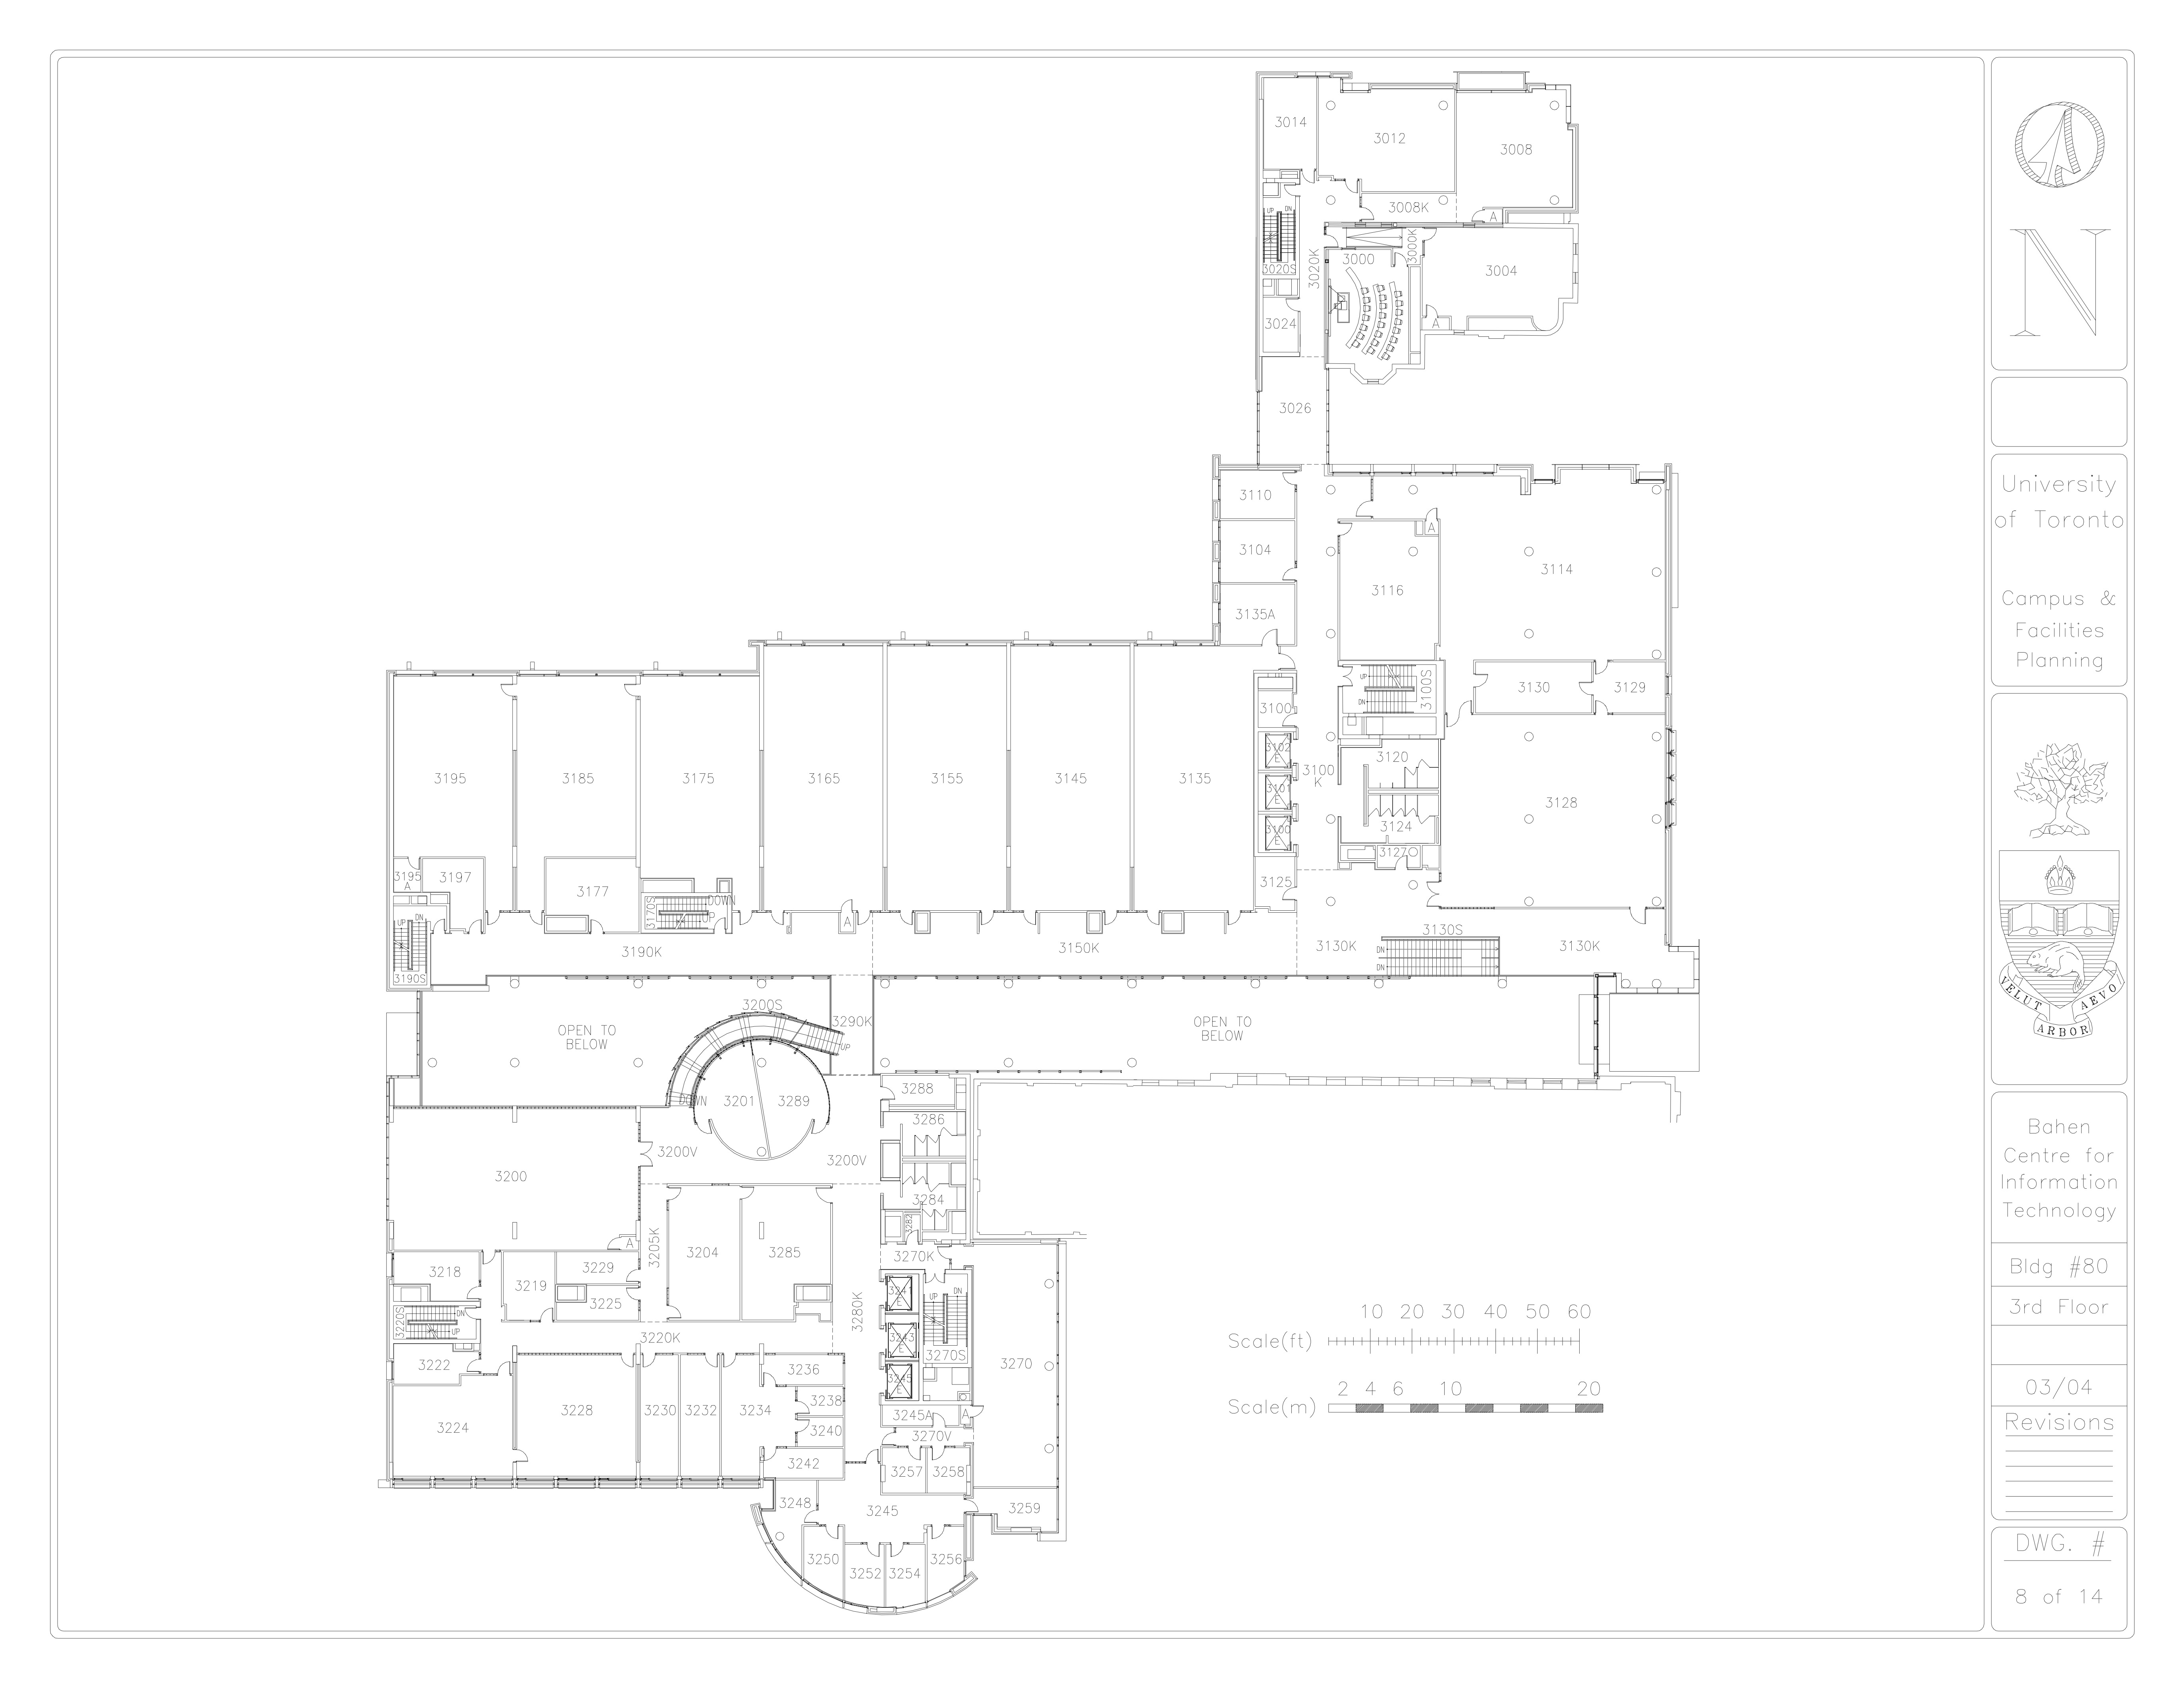 3014
3012
3008
3008K
A
UP
DN
3020S
3020K
3000
3000K
3004
3024
A
3026
3110
3104
3135A
A
3116
3114
3100
UP
DN
3100S
3130
3129
3195
3185
3175
3165
3155
3145
3135
3102
E
3101
E
3100
E
3100
K
3120
3124
3127
3128
3195
A
3197
3177
3170S
DOWN
UP
3125
A
UP
DN
3190S
3190K
3150K
3130K
3130S
DN
DN
3130K
OPEN TO
BELOW
3200S
3290K
UP
OPEN TO
BELOW
DOWN
3201
3289
3288
3286
3200
3200V
3200V
3284
3282
A
3205K
3204
3285
3270K
3218
3219
3229
3225
3220S
DN
UP
3220K
3280K
324
E
3243
E
3245
E
UP
DN
3270S
3270
3222
3224
3228
3230
3232
3234
3236
3238
3240
3242
3245A
A
3270V
3257
3258
3248
3245
3259
3250
3252
3254
3256
10 20 30 40 50 60
Scale(ft)
2 4 6 10 20
Scale(m)
N
University
of Toronto
Campus &
Facilities
Planning
VELUT
ARBOR
AEVO
Bahen
Centre for
Information
Technology
Bldg #80
3rd Floor
03/04
Revisions
DWG. #
8 of 14